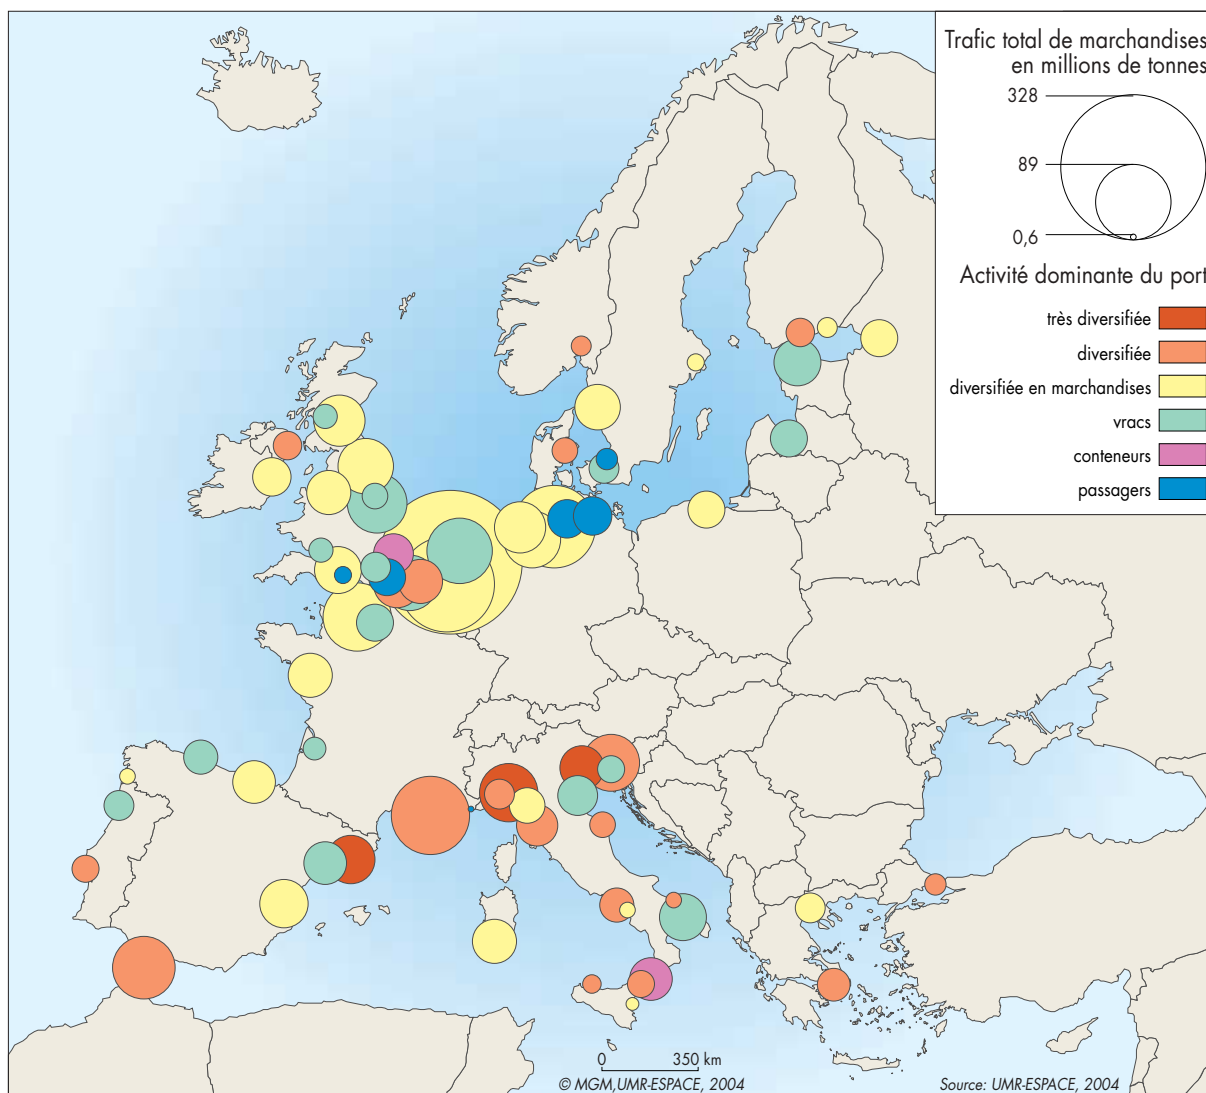 Trafic total de marchandises
en millions de tonnes
328
89
0,6
Activité dominante du port
très diversifiée
diversifiée
diversifiée en marchandises
vracs
conteneurs
passagers
0 350 km
© MGM,UMR-ESPACE, 2004
Source: UMR-ESPACE, 2004